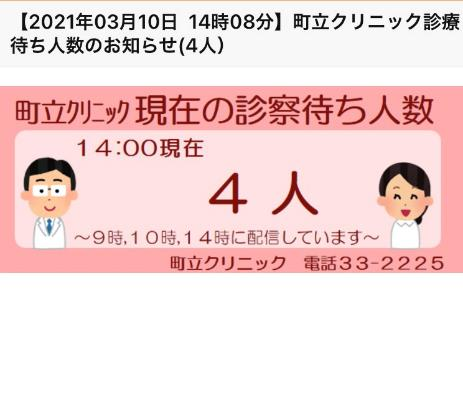 【2021年03月10日 14時08分】町立クリニック診療
待ち人数のお知らせ(4人)
町立クリニック 現在の診察待ち人数
14:00現在
4人
～9時,10時,14時に配信しています～
町立クリニック 電話33-2225